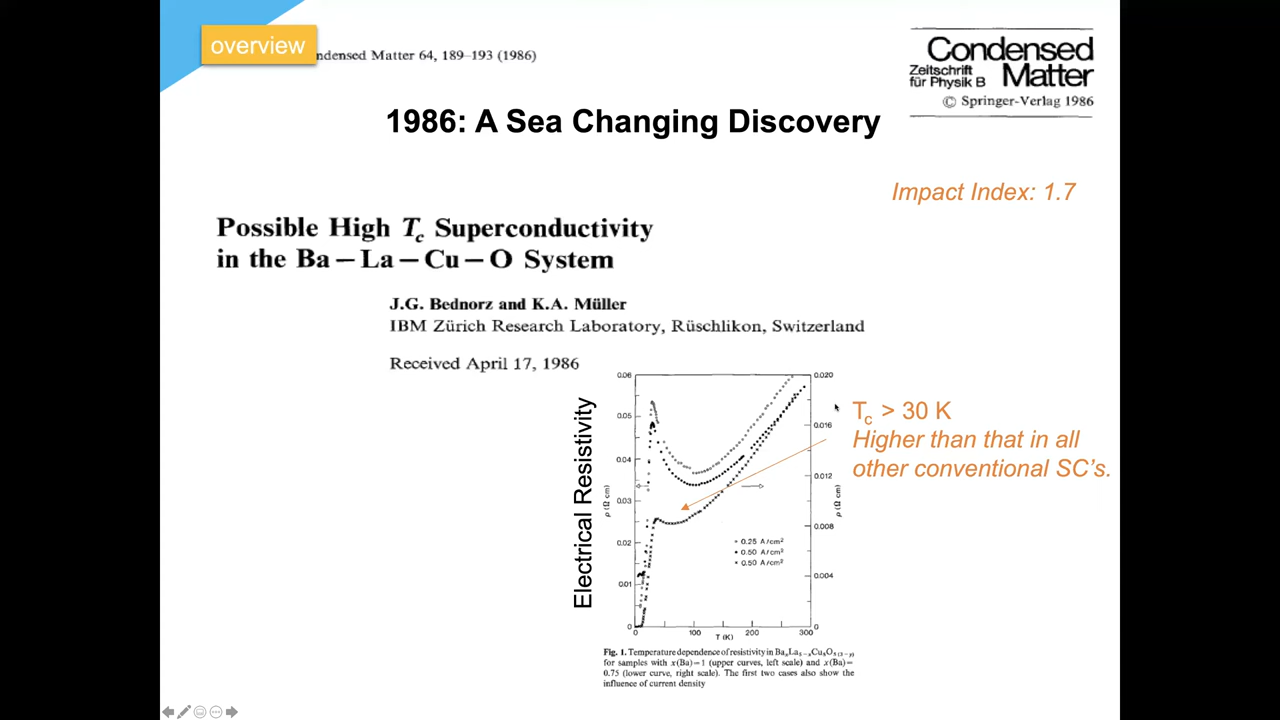 overview
ndensed Matter 64, 189–193 (1986)
Condensed
Matter
Zeitschrift
für Physik B
© Springer-Verlag 1986
1986: A Sea Changing Discovery
Impact Index: 1.7
Possible High Tc Superconductivity
in the Ba – La – Cu – O System
J.G. Bednorz and K.A. Müller
IBM Zürich Research Laboratory, Rüschlikon, Switzerland
Received April 17, 1986
Tc > 30 K
Higher than that in all
other conventional SC's.
Electrical Resistivity
ρ (Ω cm)
0.06
0.05
0.04
0.03
0.02
0.01
0
0.020
0.016
0.012
0.008
0.004
0
ρ (Ω cm)
0.25 A/cm²
0.50 A/cm²
0.50 A/cm²
0
100
200
300
T (K)
Fig. 1. Temperature dependence of resistivity in BaxLa5−xCu5O5(3−y)
for samples with x(Ba)=1 (upper curves, left scale) and x(Ba)=
0.75 (lower curve, right scale). The first two cases also show the
influence of current density